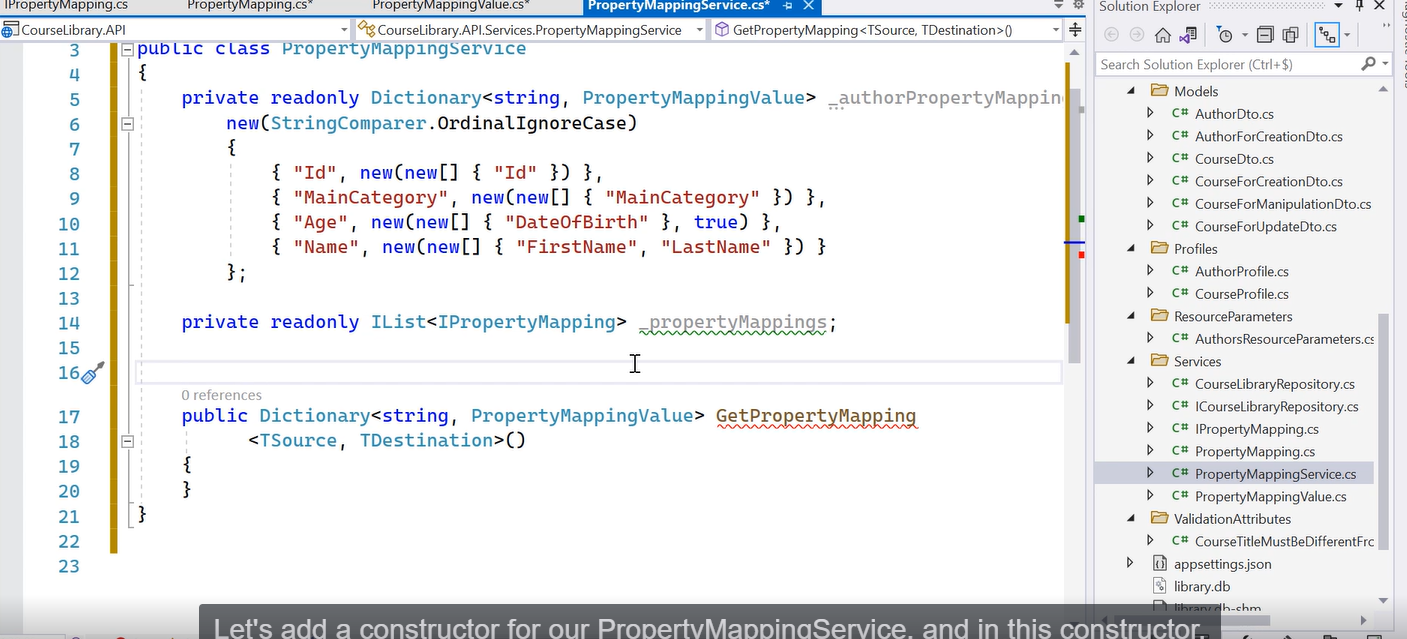 IPropertyMapping.cs PropertyMapping.cs* PropertyMappingValue.cs* PropertyMappingService.cs*
CourseLibrary.API CourseLibrary.API.Services.PropertyMappingService GetPropertyMapping<TSource, TDestination>()
3 public class PropertyMappingService
4 {
5 private readonly Dictionary<string, PropertyMappingValue> _authorPropertyMappin
6 new(StringComparer.OrdinalIgnoreCase)
7 {
8 { "Id", new(new[] { "Id" }) },
9 { "MainCategory", new(new[] { "MainCategory" }) },
10 { "Age", new(new[] { "DateOfBirth" }, true) },
11 { "Name", new(new[] { "FirstName", "LastName" }) }
12 };
13
14 private readonly IList<IPropertyMapping> _propertyMappings;
15
16
0 references
17 public Dictionary<string, PropertyMappingValue> GetPropertyMapping
18 <TSource, TDestination>()
19 {
20 }
21 }
22
23
Solution Explorer
Search Solution Explorer (Ctrl+$)
Models
C# AuthorDto.cs
C# AuthorForCreationDto.cs
C# CourseDto.cs
C# CourseForCreationDto.cs
C# CourseForManipulationDto.cs
C# CourseForUpdateDto.cs
Profiles
C# AuthorProfile.cs
C# CourseProfile.cs
ResourceParameters
C# AuthorsResourceParameters.cs
Services
C# CourseLibraryRepository.cs
C# ICourseLibraryRepository.cs
C# IPropertyMapping.cs
C# PropertyMapping.cs
C# PropertyMappingService.cs
C# PropertyMappingValue.cs
ValidationAttributes
C# CourseTitleMustBeDifferentFrc
appsettings.json
library.db
library.db-shm
Let's add a constructor for our PropertyMappingService, and in this constructor